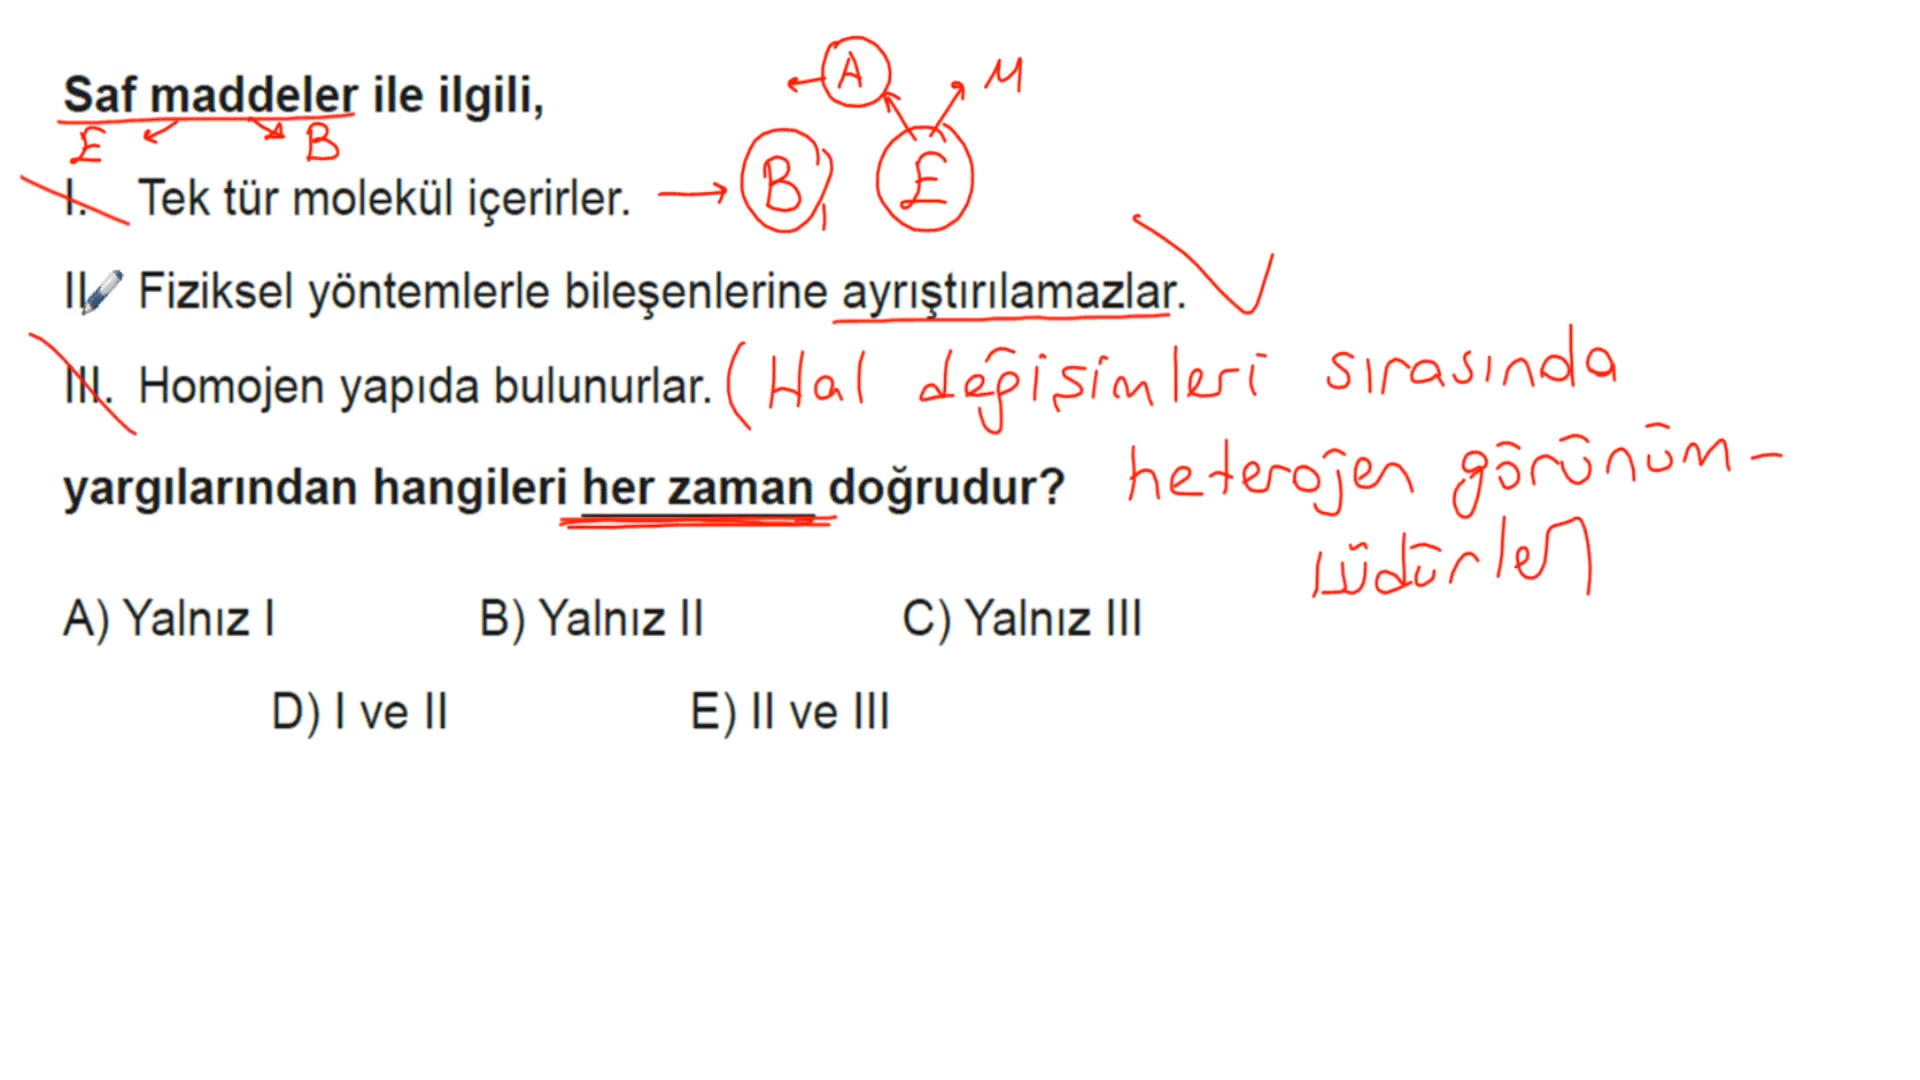 Saf maddeler ile ilgili,
E B
A M
I. Tek tür molekül içerirler. B, E
II. Fiziksel yöntemlerle bileşenlerine ayrıştırılamazlar.
III. Homojen yapıda bulunurlar. (Hal değişimleri sırasında
heterojen görünüm-
lüdürler)
yargılarından hangileri her zaman doğrudur?
A) Yalnız I B) Yalnız II C) Yalnız III
D) I ve II E) II ve III